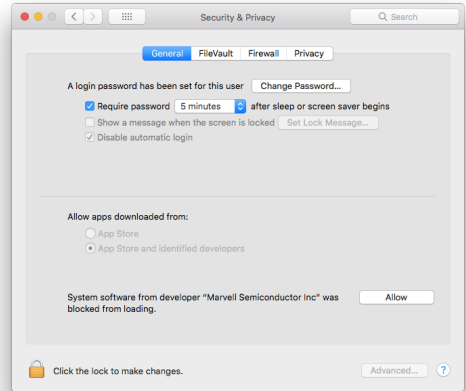 Security & Privacy
Search
General FileVault Firewall Privacy
A login password has been set for this user Change Password...
Require password 5 minutes after sleep or screen saver begins
Show a message when the screen is locked Set Lock Message...
Disable automatic login
Allow apps downloaded from:
App Store
App Store and identified developers
System software from developer “Marvell Semiconductor Inc” was Allow
blocked from loading.
Click the lock to make changes. Advanced... ?